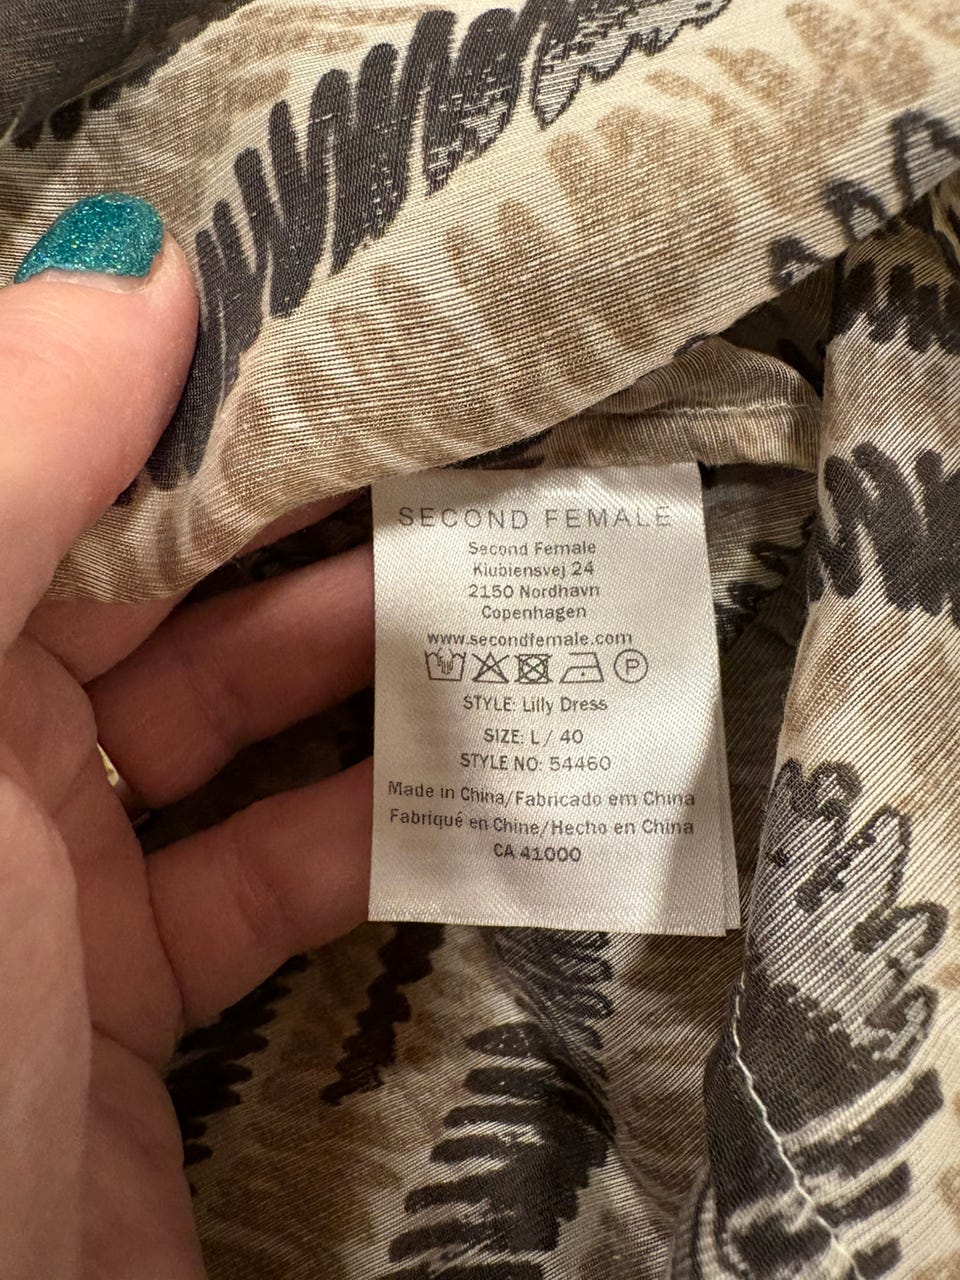 SECOND FEMALE
Second Female
Klubiensvej 24
2150 Nordhavn
Copenhagen
www.secondfemale.com
P
STYLE: Lilly Dress
SIZE: L / 40
STYLE NO: 54460
Made in China/Fabricado em China
Fabriqué en Chine/Hecho en China
CA 41000